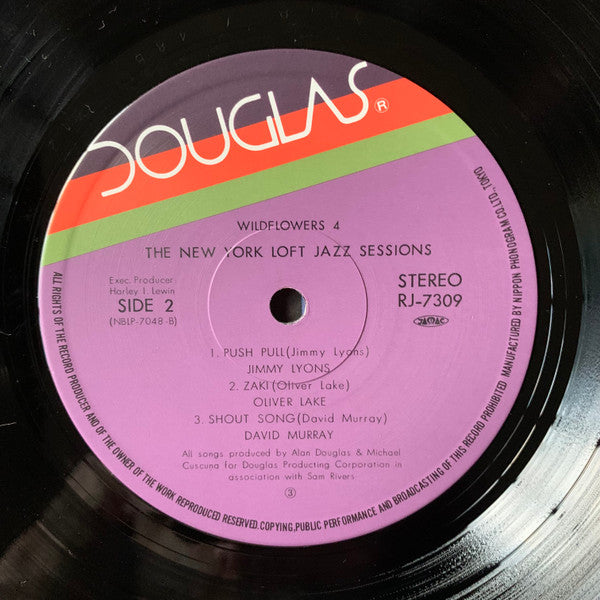 DOUGLAS®
WILDFLOWERS 4
THE NEW YORK LOFT JAZZ SESSIONS
Exec. Producer:
Harley I. Lewin
SIDE 2
(NBLP-7048-B)
STEREO
RJ-7309
1. PUSH PULL(Jimmy Lyons)
JIMMY LYONS
2. ZAKI(Oliver Lake)
OLIVER LAKE
3. SHOUT SONG(David Murray)
DAVID MURRAY
All songs produced by Alan Douglas & Michael
Cuscuna for Douglas Producting Corporation in
association with Sam Rivers
③
ALL RIGHTS OF THE RECORD PRODUCER AND OF THE OWNER OF THE WORK REPRODUCED RESERVED. COPYING, PUBLIC PERFORMANCE AND BROADCASTING OF THIS RECORD PROHIBITED MANUFACTURED BY NIPPON PHONOGRAM CO., LTD., TOKYO